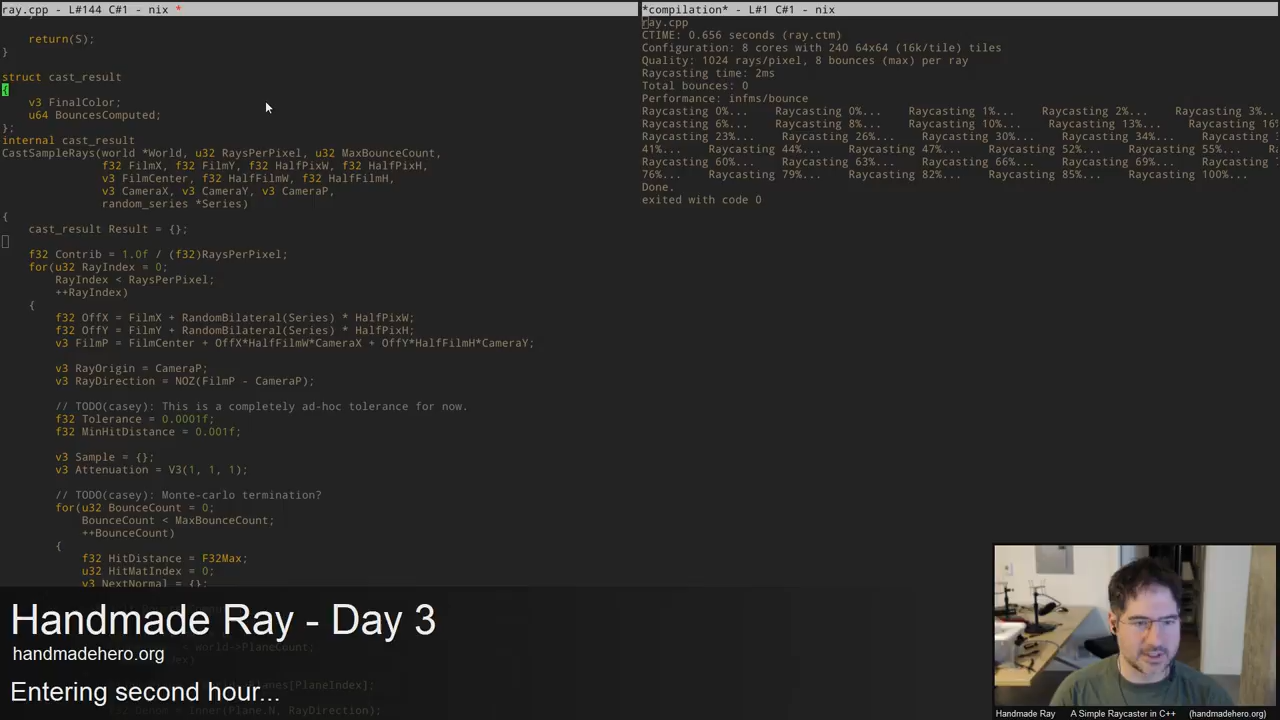 ray.cpp - L#144 C#1 - nix *
return(S);
}
struct cast_result
{
v3 FinalColor;
u64 BouncesComputed;
};
internal cast_result
CastSampleRays(world *World, u32 RaysPerPixel, u32 MaxBounceCount,
f32 FilmX, f32 FilmY, f32 HalfPixW, f32 HalfPixH,
v3 FilmCenter, f32 HalfFilmW, f32 HalfFilmH,
v3 CameraX, v3 CameraY, v3 CameraP,
random_series *Series)
{
cast_result Result = {};
f32 Contrib = 1.0f / (f32)RaysPerPixel;
for(u32 RayIndex = 0;
RayIndex < RaysPerPixel;
++RayIndex)
{
f32 OffX = FilmX + RandomBilateral(Series) * HalfPixW;
f32 OffY = FilmY + RandomBilateral(Series) * HalfPixH;
v3 FilmP = FilmCenter + OffX*HalfFilmW*CameraX + OffY*HalfFilmH*CameraY;
v3 RayOrigin = CameraP;
v3 RayDirection = NOZ(FilmP - CameraP);
// TODO(casey): This is a completely ad-hoc tolerance for now.
f32 Tolerance = 0.0001f;
f32 MinHitDistance = 0.001f;
v3 Sample = {};
v3 Attenuation = V3(1, 1, 1);
// TODO(casey): Monte-carlo termination?
for(u32 BounceCount = 0;
BounceCount < MaxBounceCount;
++BounceCount)
{
f32 HitDistance = F32Max;
u32 HitMatIndex = 0;
v3 NextNormal = {};
< world->PlaneCount;
Planes[PlaneIndex];
Inner(Plane.N, RayDirection);
*compilation* - L#1 C#1 - nix
ray.cpp
CTIME: 0.656 seconds (ray.ctm)
Configuration: 8 cores with 240 64x64 (16k/tile) tiles
Quality: 1024 rays/pixel, 8 bounces (max) per ray
Raycasting time: 2ms
Total bounces: 0
Performance: infms/bounce
Raycasting 0%... Raycasting 0%... Raycasting 1%... Raycasting 2%... Raycasting 3%...
Raycasting 6%... Raycasting 8%... Raycasting 10%... Raycasting 13%... Raycasting 16
Raycasting 23%... Raycasting 26%... Raycasting 30%... Raycasting 34%... Raycasting
41%... Raycasting 44%... Raycasting 47%... Raycasting 52%... Raycasting 55%...
Raycasting 60%... Raycasting 63%... Raycasting 66%... Raycasting 69%...
76%... Raycasting 79%... Raycasting 82%... Raycasting 85%... Raycasting 100%...
Done.
exited with code 0
Handmade Ray - Day 3
handmadehero.org
Entering second hour...
Handmade Ray A Simple Raycaster in C++ (handmadehero.org)